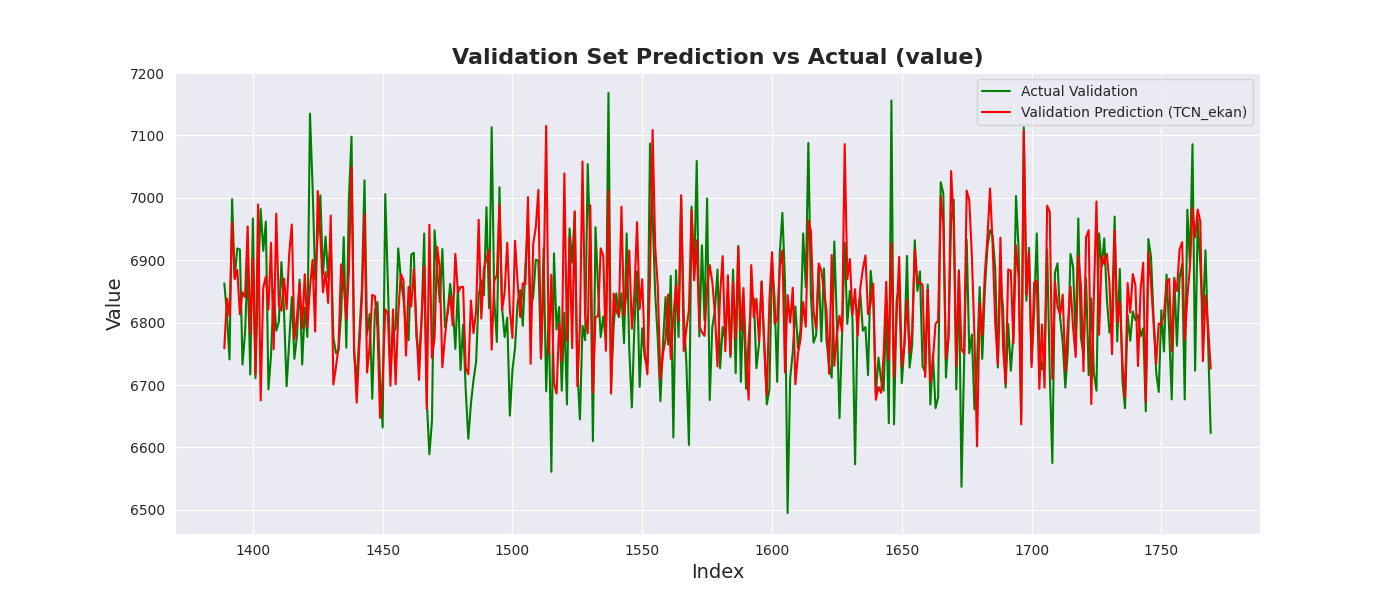 Validation Set Prediction vs Actual (value)
7200
7100
7000
6900
6800
6700
6600
6500
Value
Actual Validation
Validation Prediction (TCN_ekan)
1400 1450 1500 1550 1600 1650 1700 1750
Index